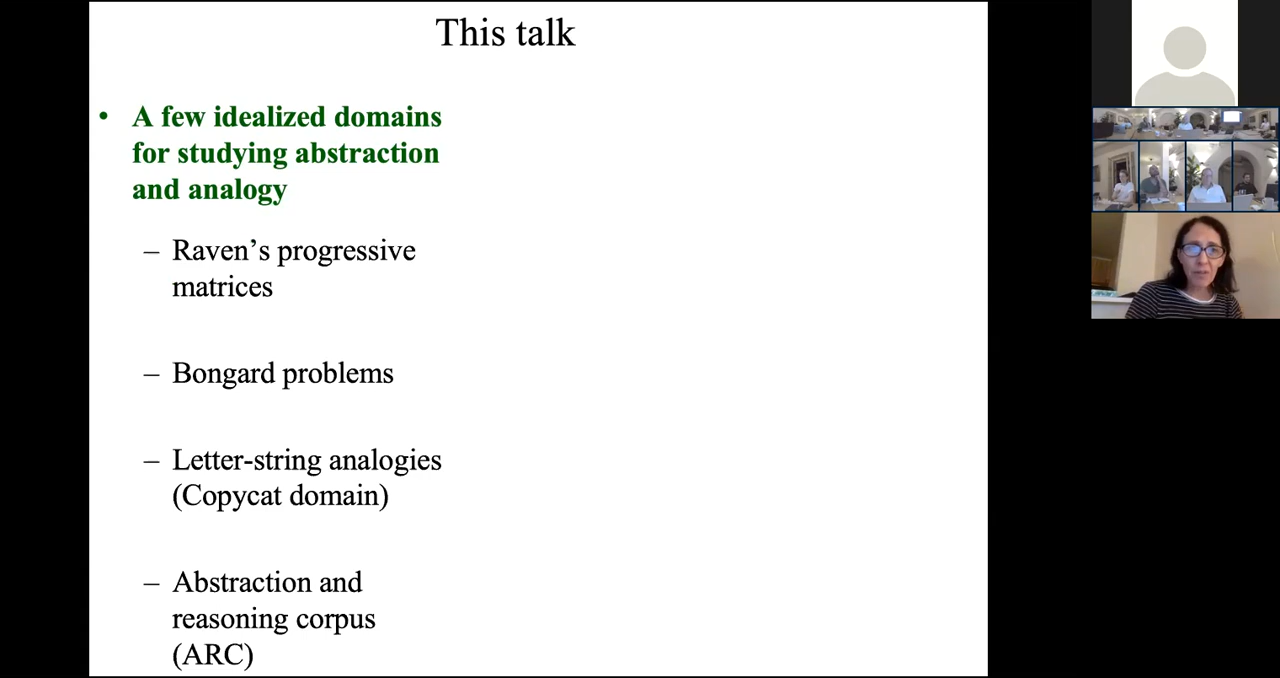 This talk
• A few idealized domains
for studying abstraction
and analogy
– Raven’s progressive
matrices
– Bongard problems
– Letter-string analogies
(Copycat domain)
– Abstraction and
reasoning corpus
(ARC)